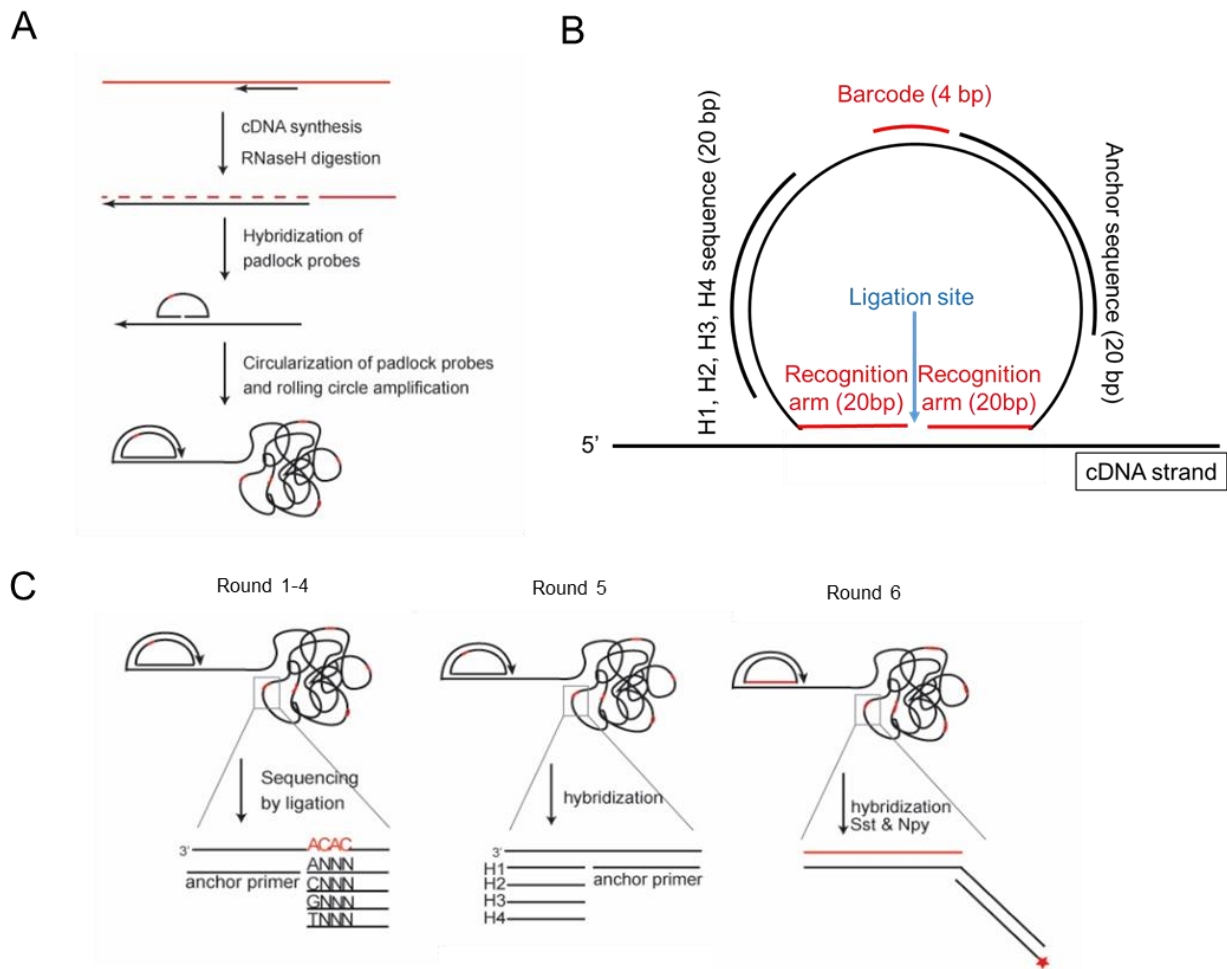 A
cDNA synthesis
RNaseH digestion
Hybridization of
padlock probes
Circularization of padlock probes
and rolling circle amplification
B
Barcode (4 bp)
H1, H2, H3, H4 sequence (20 bp)
Anchor sequence (20 bp)
Ligation site
Recognition
arm (20bp)
Recognition
arm (20bp)
5’
cDNA strand
C
Round 1-4
Sequencing
by ligation
3'
ACAC
anchor primer
ANNN
CNNN
GNNN
TNNN
Round 5
hybridization
3'
H1
anchor primer
H2
H3
H4
Round 6
hybridization
Sst & Npy